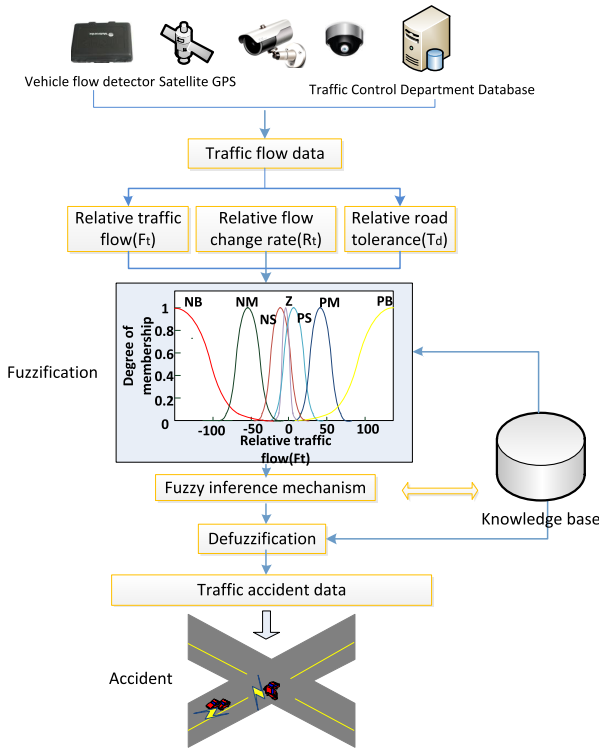 Vehicle flow detector Satellite GPS
Traffic Control Department Database
Traffic flow data
Relative traffic
flow(Ft)
Relative flow
change rate(Rt)
Relative road
tolerance(Td)
Fuzzification
Degree of
membership
1
0.8
0.6
0.4
0.2
0
NB
NM
NS
Z
PS
PM
PB
-100
-50
0
50
100
Relative traffic
flow(Ft)
Fuzzy inference mechanism
Knowledge base
Defuzzification
Traffic accident data
Accident